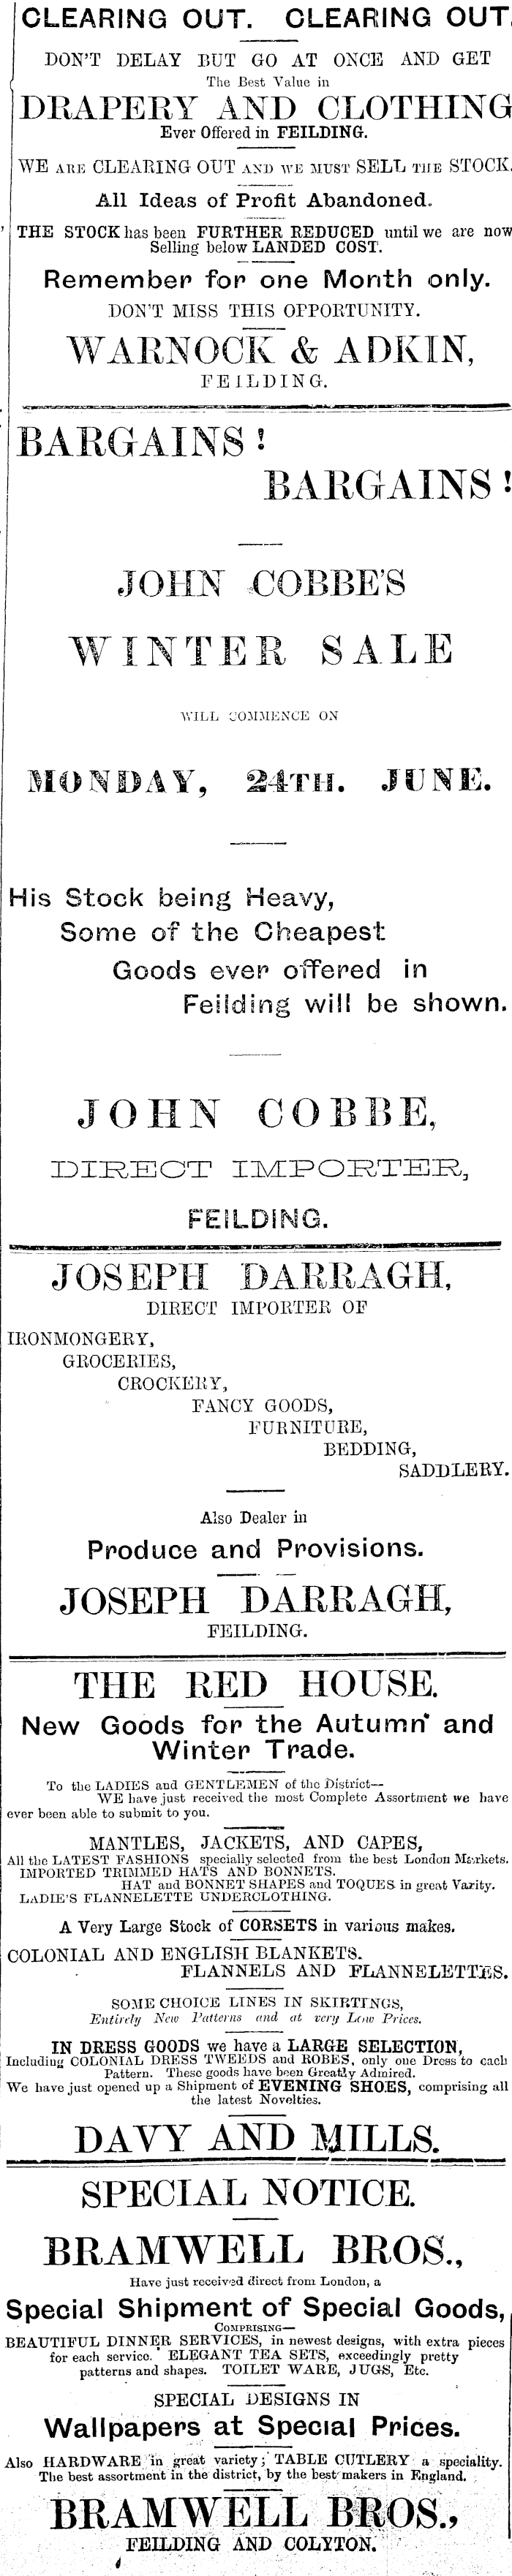 CLEARING OUT. CLEARING OUT.
DON'T DELAY BUT GO AT ONCE AND GET
The Best Value in
DRAPERY AND CLOTHING
Ever Offered in FEILDING.
WE ARE CLEARING OUT AND WE MUST SELL THE STOCK.
All Ideas of Profit Abandoned.
THE STOCK has been FURTHER REDUCED until we are now
Selling below LANDED COST.
Remember for one Month only.
DON'T MISS THIS OPPORTUNITY.
WARNOCK & ADKIN,
FEILDING.
BARGAINS!
BARGAINS!
JOHN COBBE'S
WINTER SALE
WILL COMMENCE ON
MONDAY, 24TH. JUNE.
His Stock being Heavy,
Some of the Cheapest
Goods ever offered in
Feilding will be shown.
JOHN COBBE,
DIRECT IMPORTER,
FEILDING.
JOSEPH DARRAGH,
DIRECT IMPORTER OF
IRONMONGERY,
GROCERIES,
CROCKERY,
FANCY GOODS,
FURNITURE,
BEDDING,
SADDLERY.
Also Dealer in
Produce and Provisions.
JOSEPH DARRAGH,
FEILDING.
THE RED HOUSE.
New Goods for the Autumn and
Winter Trade.
To the LADIES and GENTLEMEN of the District—
WE have just received the most Complete Assortment we have
ever been able to submit to you.
MANTLES, JACKETS, AND CAPES,
All the LATEST FASHIONS specially selected from the best London Markets.
IMPORTED TRIMMED HATS AND BONNETS.
HAT and BONNET SHAPES and TOQUES in great Varity.
LADIE'S FLANNELETTE UNDERCLOTHING.
A Very Large Stock of CORSETS in various makes.
COLONIAL AND ENGLISH BLANKETS.
FLANNELS AND FLANNELETTES.
SOME CHOICE LINES IN SKIRTINGS,
Entirely New Patterns and at very Low Prices.
IN DRESS GOODS we have a LARGE SELECTION,
Including COLONIAL DRESS TWEEDS and ROBES, only one Dress to each
Pattern. These goods have been Greatly Admired.
We have just opened up a Shipment of EVENING SHOES, comprising all
the latest Novelties.
DAVY AND MILLS.
SPECIAL NOTICE.
BRAMWELL BROS.,
Have just received direct from London, a
Special Shipment of Special Goods,
COMPRISING—
BEAUTIFUL DINNER SERVICES, in newest designs, with extra pieces
for each service. ELEGANT TEA SETS, exceedingly pretty
patterns and shapes. TOILET WARE, JUGS, Etc.
SPECIAL DESIGNS IN
Wallpapers at Special Prices.
Also HARDWARE in great variety; TABLE CUTLERY a speciality.
The best assortment in the district, by the best makers in England.
BRAMWELL BROS.,
FEILDING AND COLYTON.